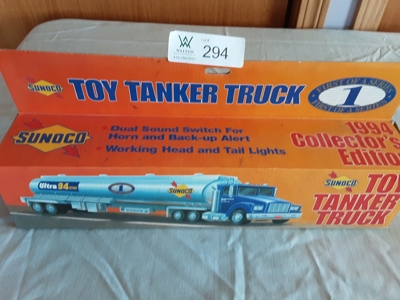 LOT
294
SUNOCO
TOY TANKER TRUCK
1
SUNOCO
Dual Sound Switch For
Horn and Back-up Alert
Working Head and Tail Lights
1994
Collector's
Edition
Ultra 94
1
SUNOCO
SUNOCO
TOY
TANKER
TRUCK